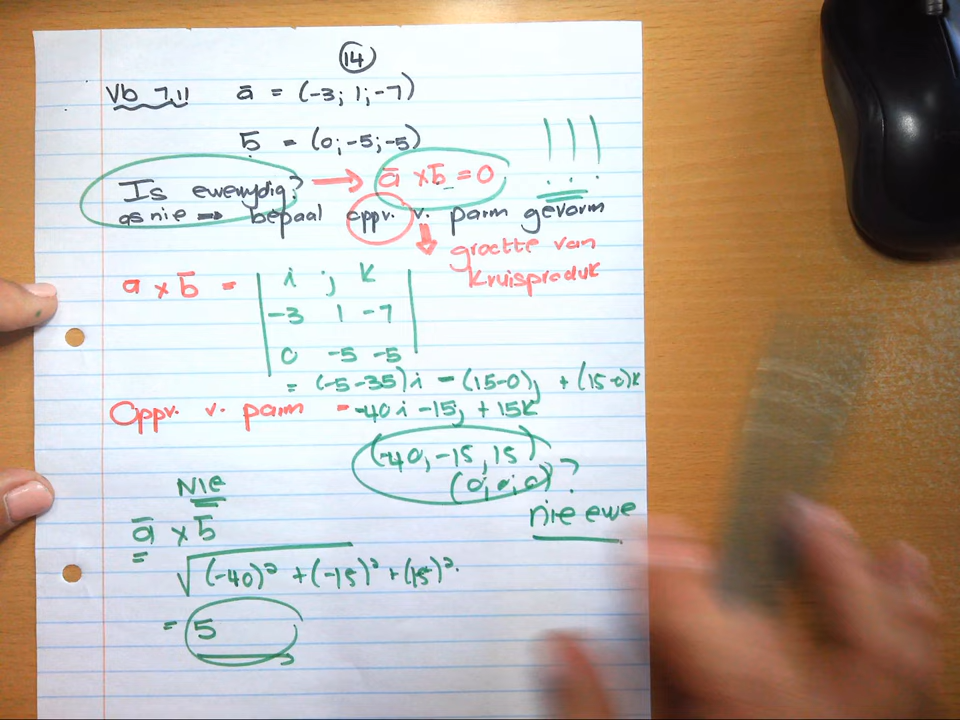 14
Vb 7.11 ā = (-3; 1; -7)
b̄ = (0; -5; -5)
Is eweydig? → ā x b̄ = 0 !!!
as nie → bepaal oppv. v. parm gevorm
grootte van
kruisproduk
a x b̄ = | i j k |
-3 1 -7
0 -5 -5
= (-5-35)i - (15-0)j + (15-0)k
Oppv. v. parm = -40i -15j + 15k
(-40, -15, 15)
(0; 0; 0)?
Nie
nie ewe
ā x b̄
= √(-40)² + (-15)² + (15)².
= 5